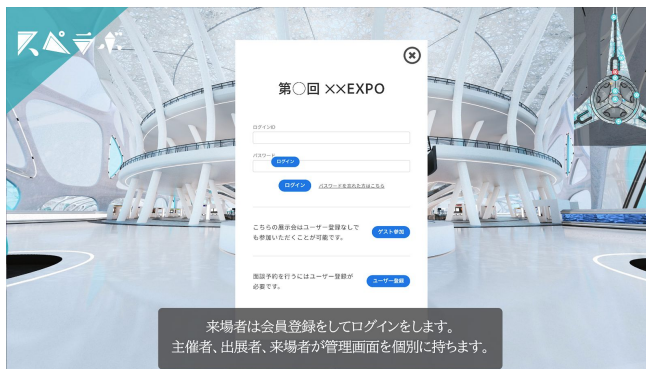 スペラボ
第○回 ××EXPO
ログインID
パスワード
ログイン
ログイン
パスワードを忘れた方はこちら
こちらの展示会はユーザー登録なしで
も参加いただくことが可能です。
ゲスト参加
面談予約を行うにはユーザー登録が
必要です。
ユーザー登録
来場者は会員登録をしてログインをします。
主催者、出展者、来場者が管理画面を個別に持ちます。